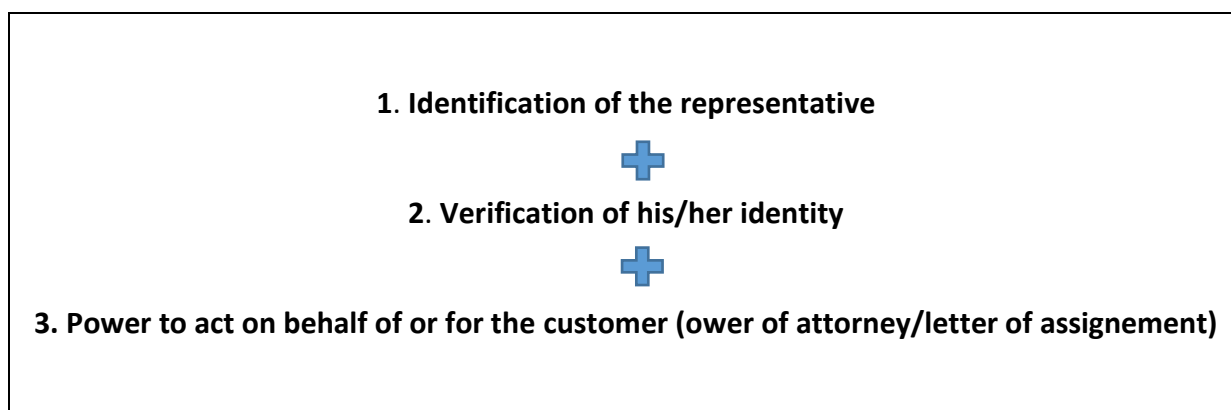 1. Identification of the representative
2. Verification of his/her identity
3. Power to act on behalf of or for the customer (ower of attorney/letter of assignement)